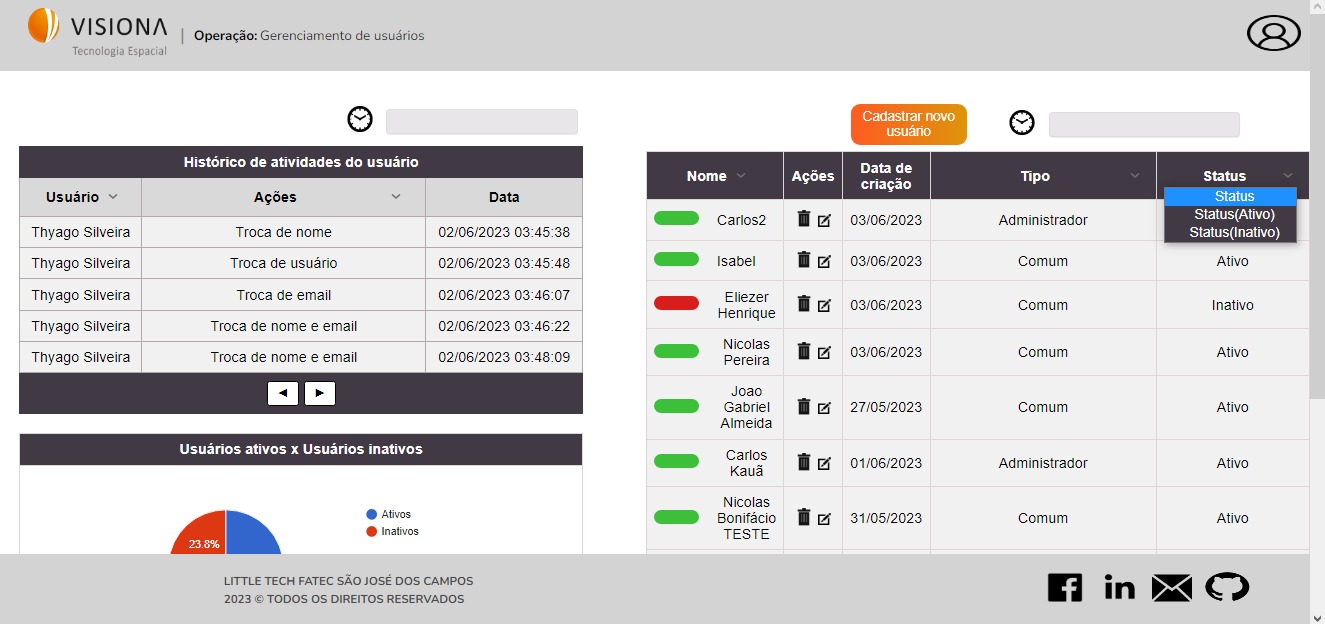 VISIONA
Tecnologia Espacial
| Operação: Gerenciamento de usuários
Cadastrar novo
usuário
Histórico de atividades do usuário
Usuário Ações Data
Thyago Silveira Troca de nome 02/06/2023 03:45:38
Thyago Silveira Troca de usuário 02/06/2023 03:45:48
Thyago Silveira Troca de email 02/06/2023 03:46:07
Thyago Silveira Troca de nome e email 02/06/2023 03:46:22
Thyago Silveira Troca de nome e email 02/06/2023 03:48:09
◄ ►
Usuários ativos x Usuários inativos
Ativos
Inativos
23.8%
Nome Ações Data de
criação Tipo Status
Status
Status(Ativo)
Status(Inativo)
Carlos2 03/06/2023 Administrador
Isabel 03/06/2023 Comum Ativo
Eliezer
Henrique 03/06/2023 Comum Inativo
Nicolas
Pereira 03/06/2023 Comum Ativo
Joao
Gabriel
Almeida 27/05/2023 Comum Ativo
Carlos
Kauã 01/06/2023 Administrador Ativo
Nicolas
Bonifácio
TESTE 31/05/2023 Comum Ativo
LITTLE TECH FATEC SÃO JOSÉ DOS CAMPOS
2023 © TODOS OS DIREITOS RESERVADOS